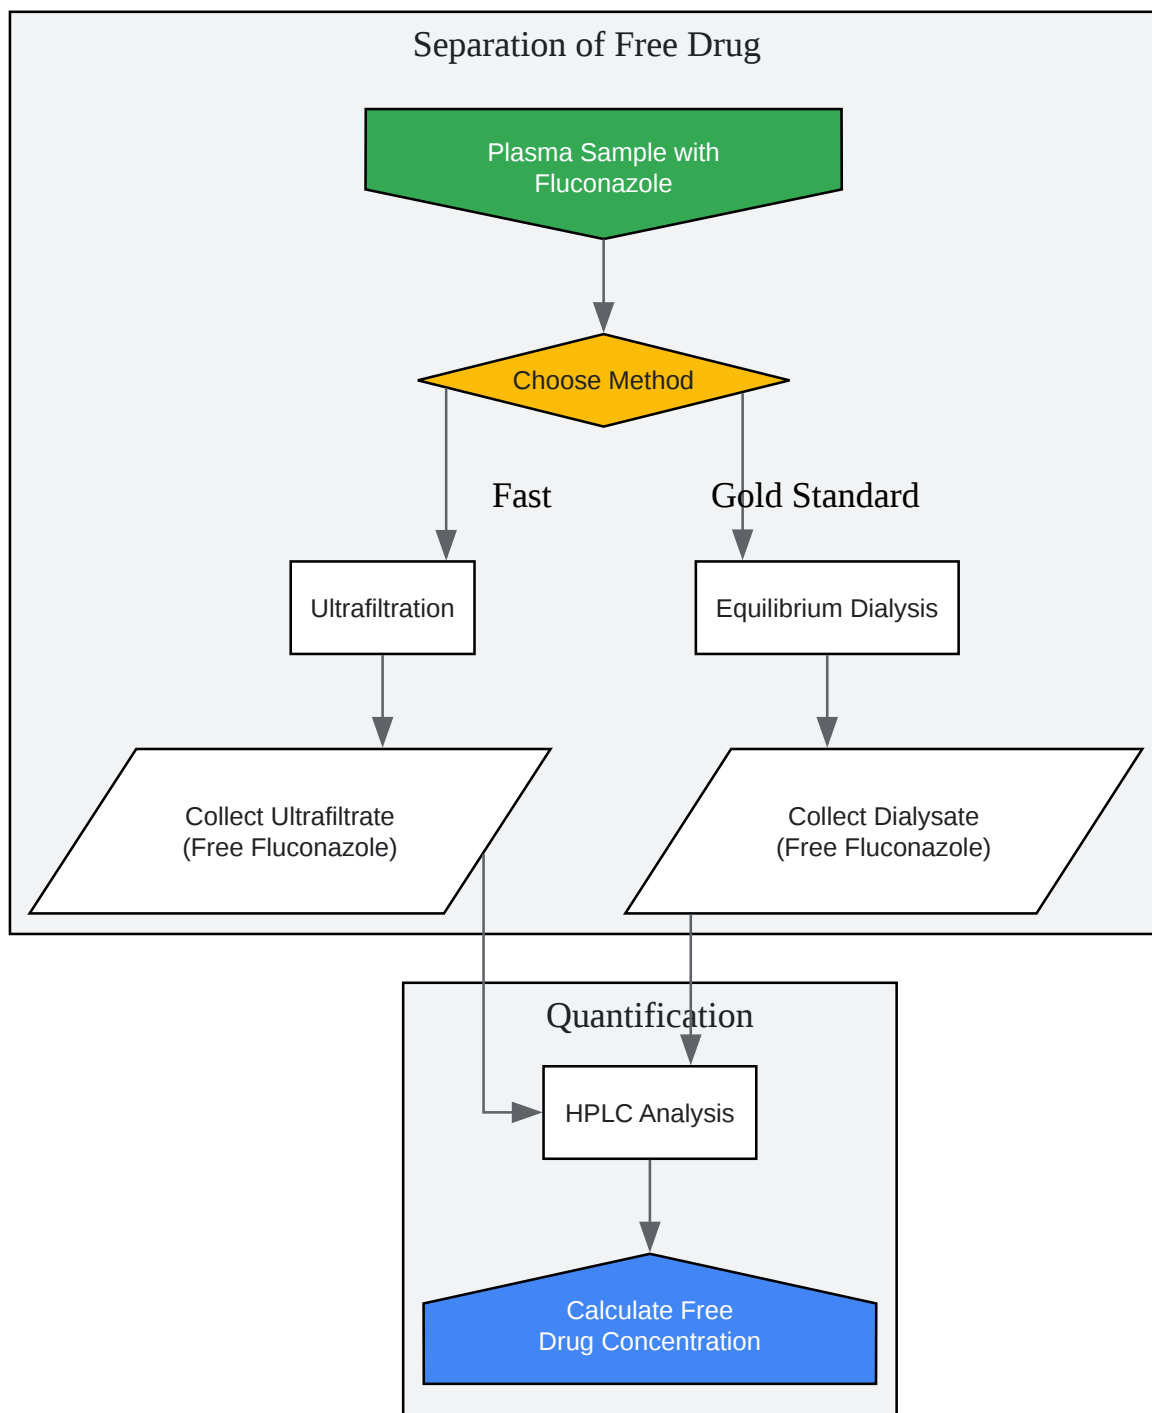 Separation of Free Drug
Plasma Sample with
Fluconazole
Choose Method
Fast
Gold Standard
Ultrafiltration
Equilibrium Dialysis
Collect Ultrafiltrate
(Free Fluconazole)
Collect Dialysate
(Free Fluconazole)
Quantification
HPLC Analysis
Calculate Free
Drug Concentration